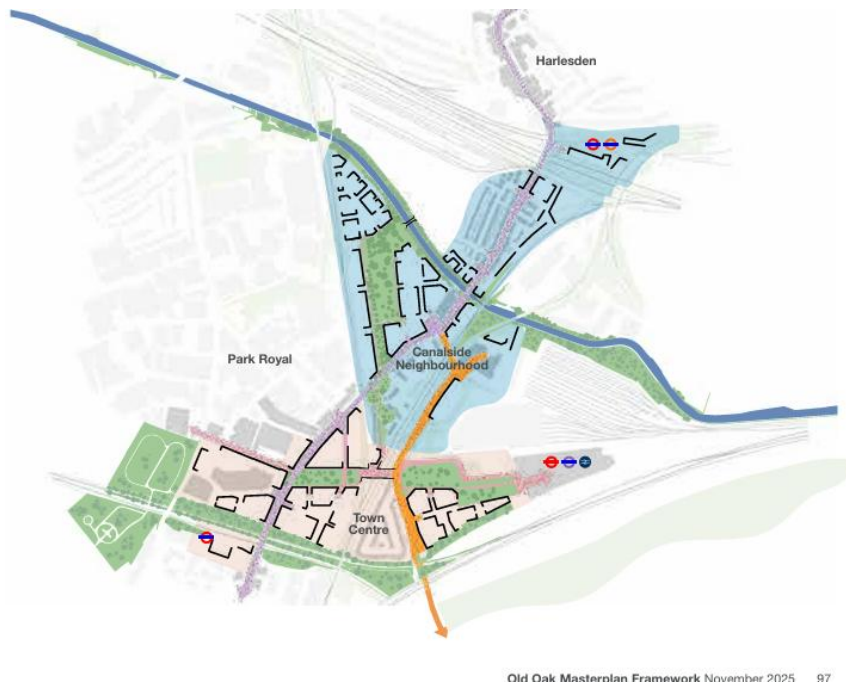 Harlesden
Park Royal
Canalside
Neighbourhood
Town
Centre
Old Oak Masterplan Framework November 2025 97